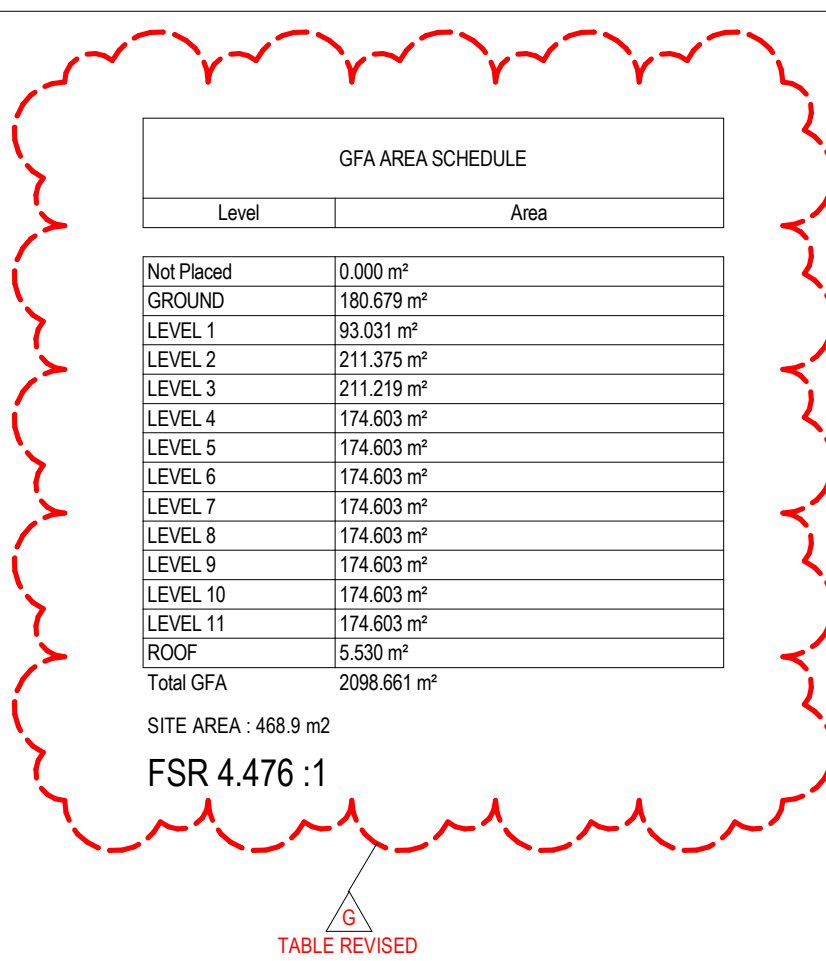 GFA AREA SCHEDULE
Level Area
Not Placed 0.000 m²
GROUND 180.679 m²
LEVEL 1 93.031 m²
LEVEL 2 211.375 m²
LEVEL 3 211.219 m²
LEVEL 4 174.603 m²
LEVEL 5 174.603 m²
LEVEL 6 174.603 m²
LEVEL 7 174.603 m²
LEVEL 8 174.603 m²
LEVEL 9 174.603 m²
LEVEL 10 174.603 m²
LEVEL 11 174.603 m²
ROOF 5.530 m²
Total GFA 2098.661 m²
SITE AREA : 468.9 m2
FSR 4.476 :1
G
TABLE REVISED